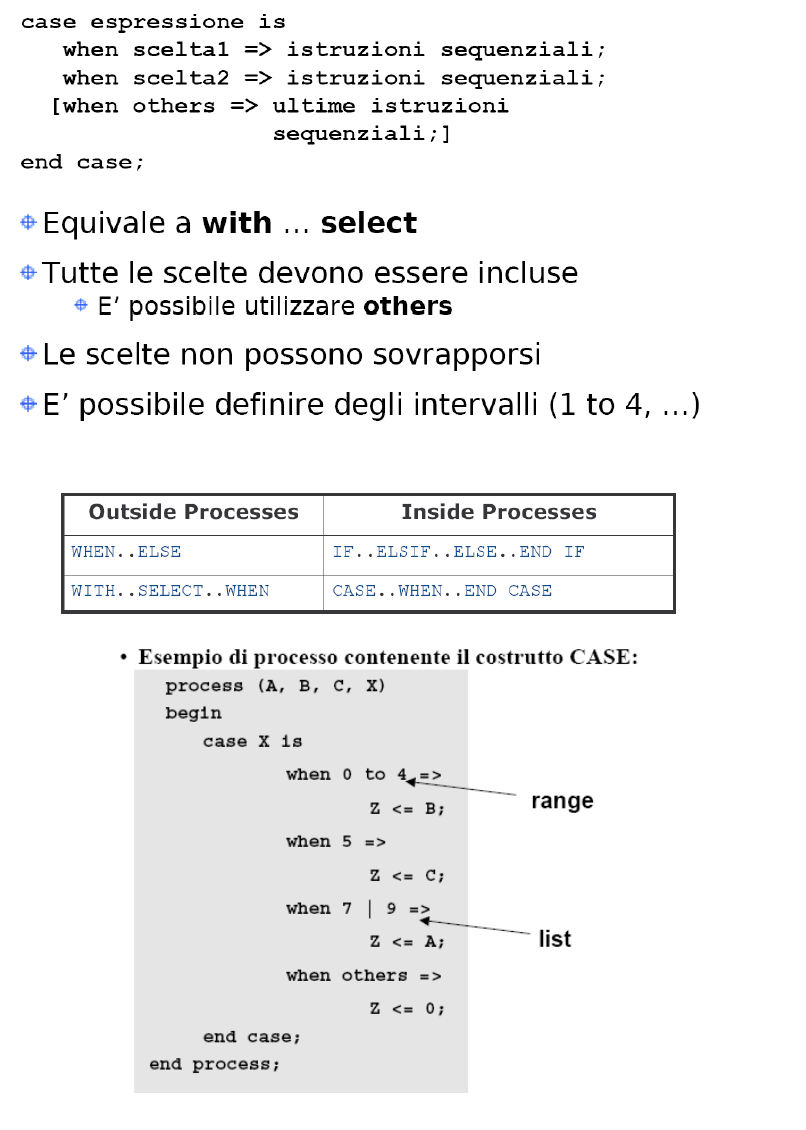 case espressione is
when scelta1 => istruzioni sequenziali;
when scelta2 => istruzioni sequenziali;
[when others => ultime istruzioni
sequenziali;]
end case;
Equivale a with ... select
Tutte le scelte devono essere incluse
E' possibile utilizzare others
Le scelte non possono sovrapporsi
E' possibile definire degli intervalli (1 to 4, ...)
Outside Processes Inside Processes
WHEN..ELSE IF..ELSIF..ELSE..END IF
WITH..SELECT..WHEN CASE..WHEN..END CASE
• Esempio di processo contenente il costrutto CASE:
process (A, B, C, X)
begin
case X is
when 0 to 4 =>
range
Z <= B;
when 5 =>
Z <= C;
when 7 | 9 =>
list
Z <= A;
when others =>
Z <= 0;
end case;
end process;